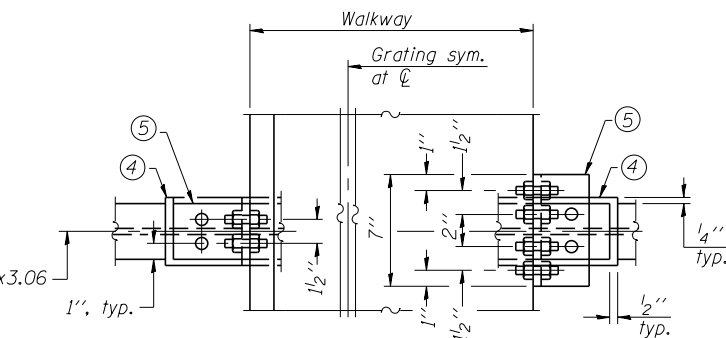 Walkway
Grating sym.
at ℄
5
4
1"
1½"
5
4
7"
2"
¼"
typ.
x3.06
1", typ.
1½"
1"
1½"
½"
typ.